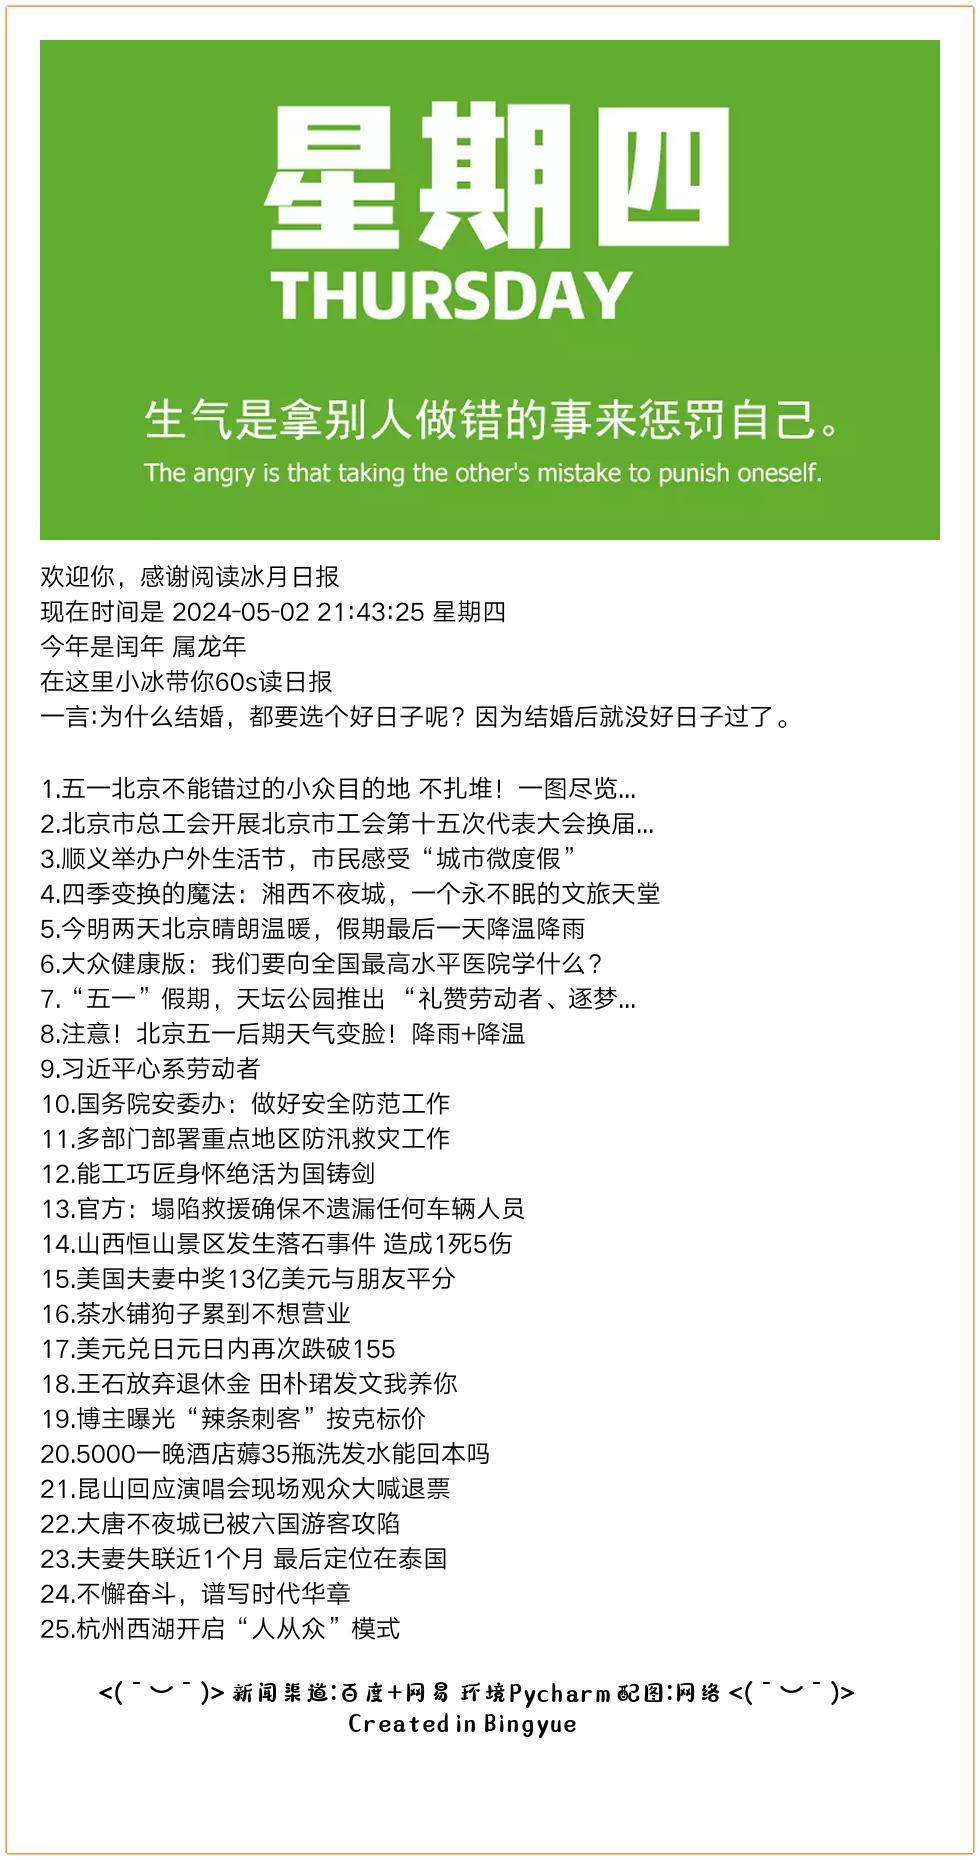 星期四
THURSDAY
生气是拿别人做错的事来惩罚自己。
The angry is that taking the other's mistake to punish oneself.
欢迎你，感谢阅读冰月日报
现在时间是 2024-05-02 21:43:25 星期四
今年是闰年 属龙年
在这里小冰带你60s读日报
一言:为什么结婚，都要选个好日子呢？因为结婚后就没好日子过了。
1.五一北京不能错过的小众目的地 不扎堆！一图尽览...
2.北京市总工会开展北京市工会第十五次代表大会换届...
3.顺义举办户外生活节，市民感受“城市微度假”
4.四季变换的魔法：湘西不夜城，一个永不眠的文旅天堂
5.今明两天北京晴朗温暖，假期最后一天降温降雨
6.大众健康版：我们要向全国最高水平医院学什么？
7.“五一”假期，天坛公园推出 “礼赞劳动者、逐梦...
8.注意！北京五一后期天气变脸！降雨+降温
9.习近平心系劳动者
10.国务院安委办：做好安全防范工作
11.多部门部署重点地区防汛救灾工作
12.能工巧匠身怀绝活为国铸剑
13.官方：塌陷救援确保不遗漏任何车辆人员
14.山西恒山景区发生落石事件 造成1死5伤
15.美国夫妻中奖13亿美元与朋友平分
16.茶水铺狗子累到不想营业
17.美元兑日元日内再次跌破155
18.王石放弃退休金 田朴珺发文我养你
19.博主曝光“辣条刺客”按克标价
20.5000一晚酒店薅35瓶洗发水能回本吗
21.昆山回应演唱会现场观众大喊退票
22.大唐不夜城已被六国游客攻陷
23.夫妻失联近1个月 最后定位在泰国
24.不懈奋斗，谱写时代华章
25.杭州西湖开启“人从众”模式
<(¯︶¯)> 新闻渠道:百度+网易 环境Pycharm 配图:网络 <(¯︶¯)>
Created in Bingyue